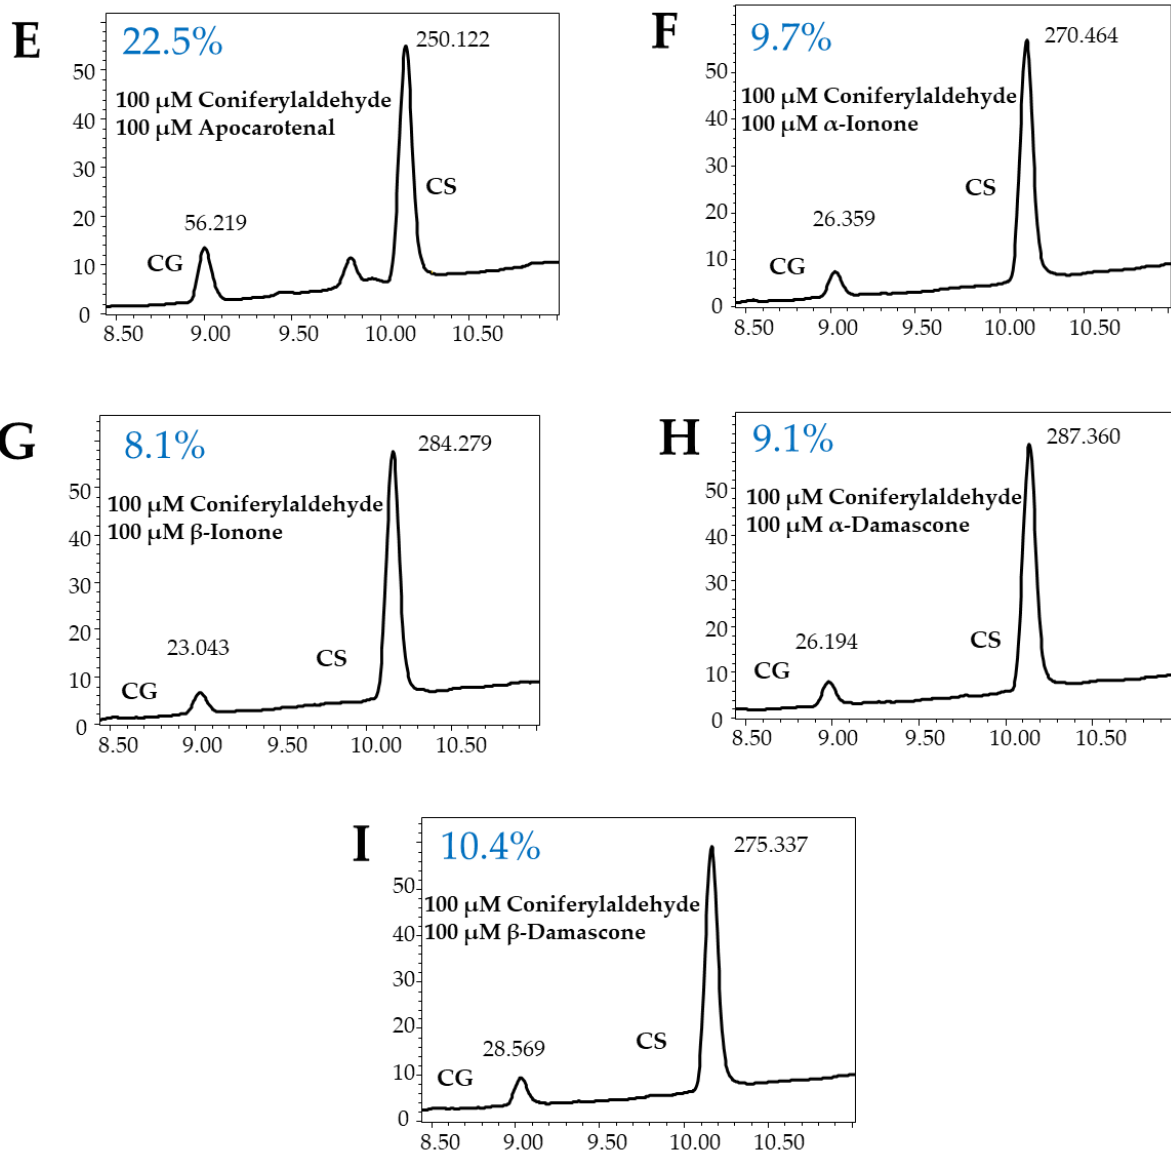 E
22.5%
250.122
100 μM Coniferylaldehyde
100 μM Apocarotenal
CS
56.219
CG
50
40
30
20
10
0
8.50 9.00 9.50 10.00 10.50
F
9.7%
270.464
100 μM Coniferylaldehyde
100 μM α-Ionone
CS
26.359
CG
50
40
30
20
10
0
8.50 9.00 9.50 10.00 10.50
G
8.1%
284.279
100 μM Coniferylaldehyde
100 μM β-Ionone
23.043
CS
CG
50
40
30
20
10
0
8.50 9.00 9.50 10.00 10.50
H
9.1%
287.360
100 μM Coniferylaldehyde
100 μM α-Damascone
26.194
CS
CG
50
40
30
20
10
0
8.50 9.00 9.50 10.00 10.50
I
10.4%
275.337
100 μM Coniferylaldehyde
100 μM β-Damascone
28.569
CS
CG
50
40
30
20
10
0
8.50 9.00 9.50 10.00 10.50